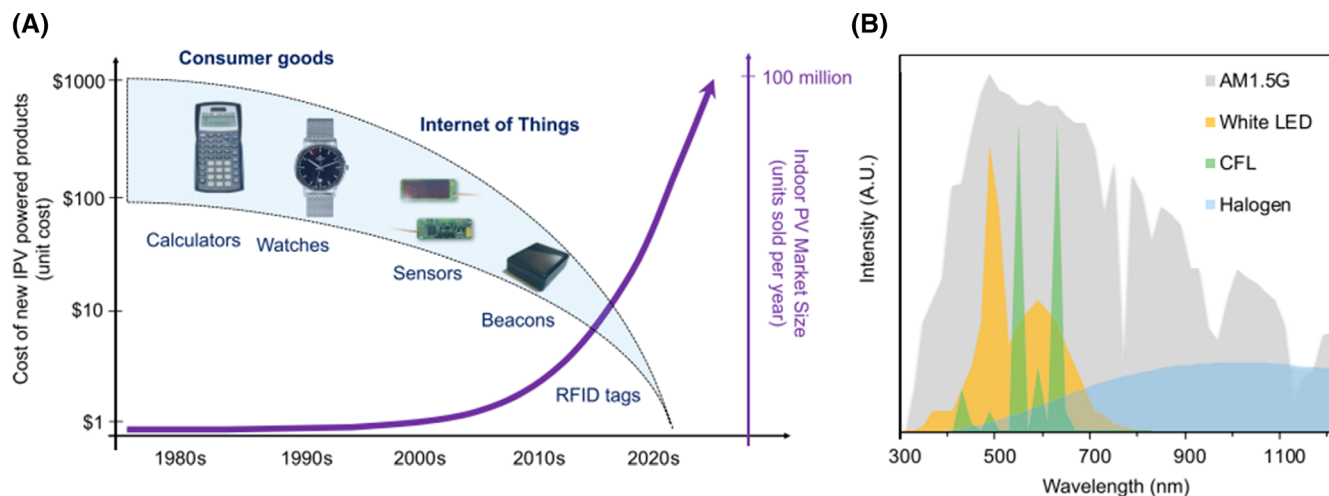 (A)
Consumer goods
Internet of Things
Cost of new IPV powered products
(unit cost)
$1000
$100
$10
$1
Calculators
Watches
Sensors
Beacons
RFID tags
1980s
1990s
2000s
2010s
2020s
100 million
Indoor PV Market Size
(units sold per year)
(B)
Intensity (A.U.)
AM1.5G
White LED
CFL
Halogen
300
500
700
900
1100
Wavelength (nm)